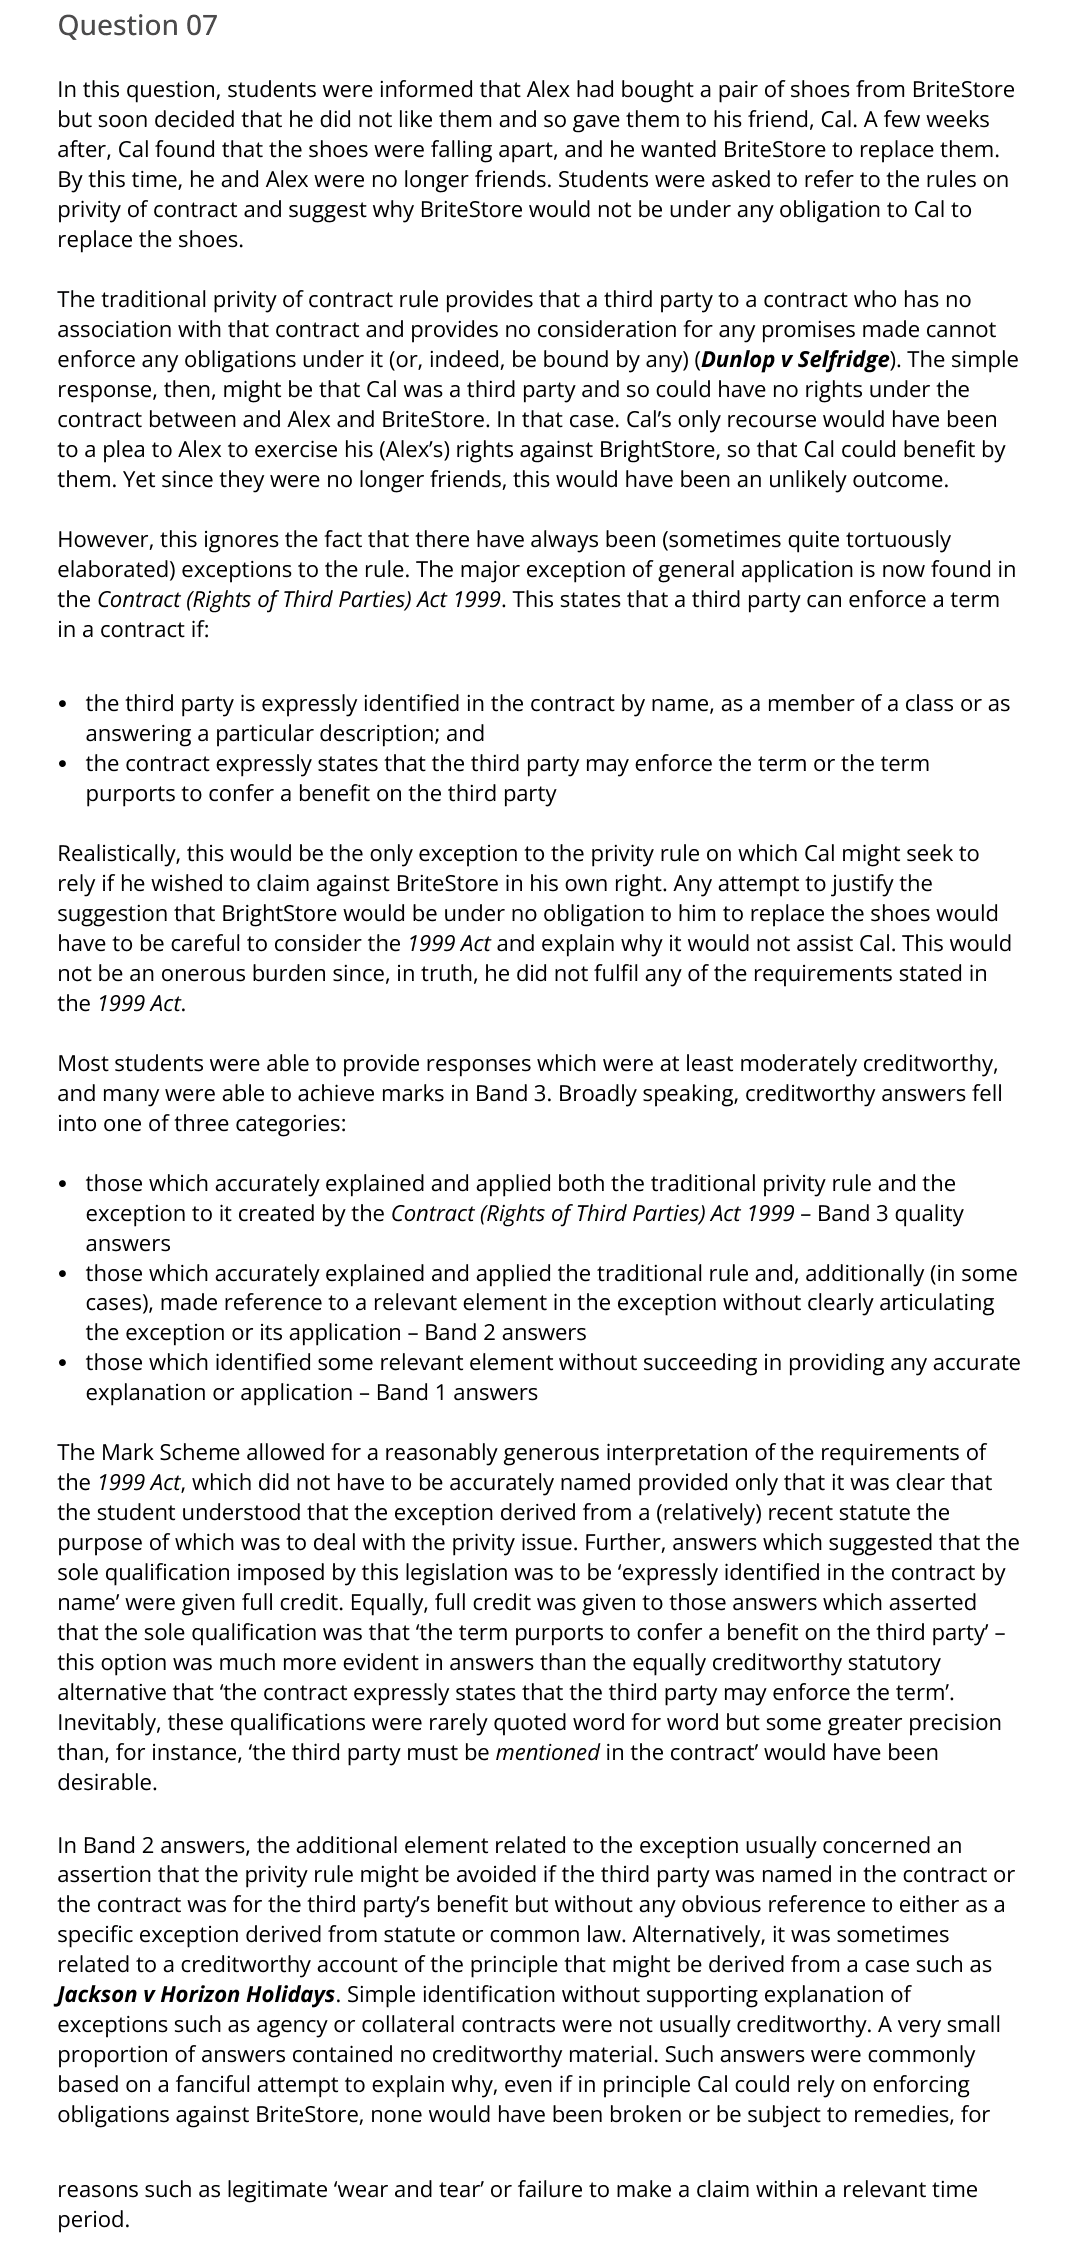 Question 07
In this question, students were informed that Alex had bought a pair of shoes from BriteStore
but soon decided that he did not like them and so gave them to his friend, Cal. A few weeks
after, Cal found that the shoes were falling apart, and he wanted BriteStore to replace them.
By this time, he and Alex were no longer friends. Students were asked to refer to the rules on
privity of contract and suggest why BriteStore would not be under any obligation to Cal to
replace the shoes.
The traditional privity of contract rule provides that a third party to a contract who has no
association with that contract and provides no consideration for any promises made cannot
enforce any obligations under it (or, indeed, be bound by any) (Dunlop v Selfridge). The simple
response, then, might be that Cal was a third party and so could have no rights under the
contract between and Alex and BriteStore. In that case. Cal’s only recourse would have been
to a plea to Alex to exercise his (Alex’s) rights against BrightStore, so that Cal could benefit by
them. Yet since they were no longer friends, this would have been an unlikely outcome.
However, this ignores the fact that there have always been (sometimes quite tortuously
elaborated) exceptions to the rule. The major exception of general application is now found in
the Contract (Rights of Third Parties) Act 1999. This states that a third party can enforce a term
in a contract if:
• the third party is expressly identified in the contract by name, as a member of a class or as
answering a particular description; and
• the contract expressly states that the third party may enforce the term or the term
purports to confer a benefit on the third party
Realistically, this would be the only exception to the privity rule on which Cal might seek to
rely if he wished to claim against BriteStore in his own right. Any attempt to justify the
suggestion that BrightStore would be under no obligation to him to replace the shoes would
have to be careful to consider the 1999 Act and explain why it would not assist Cal. This would
not be an onerous burden since, in truth, he did not fulfil any of the requirements stated in
the 1999 Act.
Most students were able to provide responses which were at least moderately creditworthy,
and many were able to achieve marks in Band 3. Broadly speaking, creditworthy answers fell
into one of three categories:
• those which accurately explained and applied both the traditional privity rule and the
exception to it created by the Contract (Rights of Third Parties) Act 1999 – Band 3 quality
answers
• those which accurately explained and applied the traditional rule and, additionally (in some
cases), made reference to a relevant element in the exception without clearly articulating
the exception or its application – Band 2 answers
• those which identified some relevant element without succeeding in providing any accurate
explanation or application – Band 1 answers
The Mark Scheme allowed for a reasonably generous interpretation of the requirements of
the 1999 Act, which did not have to be accurately named provided only that it was clear that
the student understood that the exception derived from a (relatively) recent statute the
purpose of which was to deal with the privity issue. Further, answers which suggested that the
sole qualification imposed by this legislation was to be ‘expressly identified in the contract by
name’ were given full credit. Equally, full credit was given to those answers which asserted
that the sole qualification was that ‘the term purports to confer a benefit on the third party’ –
this option was much more evident in answers than the equally creditworthy statutory
alternative that ‘the contract expressly states that the third party may enforce the term’.
Inevitably, these qualifications were rarely quoted word for word but some greater precision
than, for instance, ‘the third party must be mentioned in the contract’ would have been
desirable.
In Band 2 answers, the additional element related to the exception usually concerned an
assertion that the privity rule might be avoided if the third party was named in the contract or
the contract was for the third party’s benefit but without any obvious reference to either as a
specific exception derived from statute or common law. Alternatively, it was sometimes
related to a creditworthy account of the principle that might be derived from a case such as
Jackson v Horizon Holidays. Simple identification without supporting explanation of
exceptions such as agency or collateral contracts were not usually creditworthy. A very small
proportion of answers contained no creditworthy material. Such answers were commonly
based on a fanciful attempt to explain why, even if in principle Cal could rely on enforcing
obligations against BriteStore, none would have been broken or be subject to remedies, for
reasons such as legitimate ‘wear and tear’ or failure to make a claim within a relevant time
period.